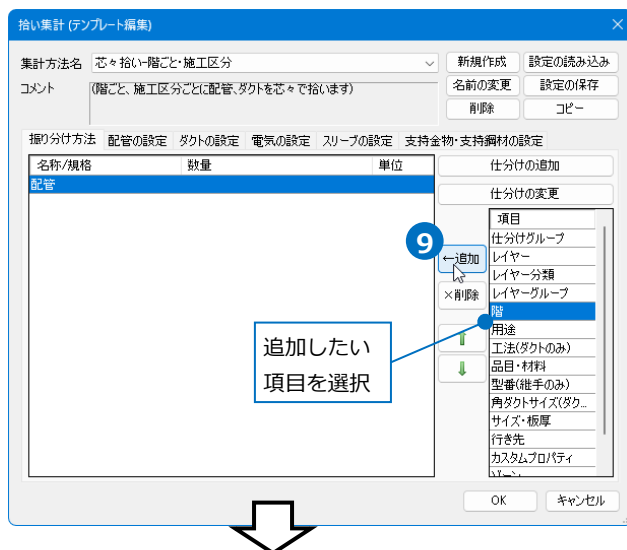 拾い集計 (テンプレート編集)
集計方法名 芯々拾い-階ごと・施工区分 新規作成 設定の読み込み
コメント (階ごと、施工区分ごとに配管、ダクトを芯々で拾います) 名前の変更 設定の保存
削除 コピー
振り分け方法 配管の設定 ダクトの設定 電気の設定 スリーブの設定 支持金物・支持鋼材の設定
名称/規格 数量 単位 仕分けの追加
配管 仕分けの変更
項目
仕分けグループ
9
←追加 レイヤー
レイヤー分類
×削除 レイヤーグループ
階
用途
追加したい
項目を選択
工法(ダクトのみ)
品目・材料
型番(継手のみ)
角ダクトサイズ(ダク...
サイズ・板厚
行き先
カスタムプロパティ
ゾーン
OK キャンセル